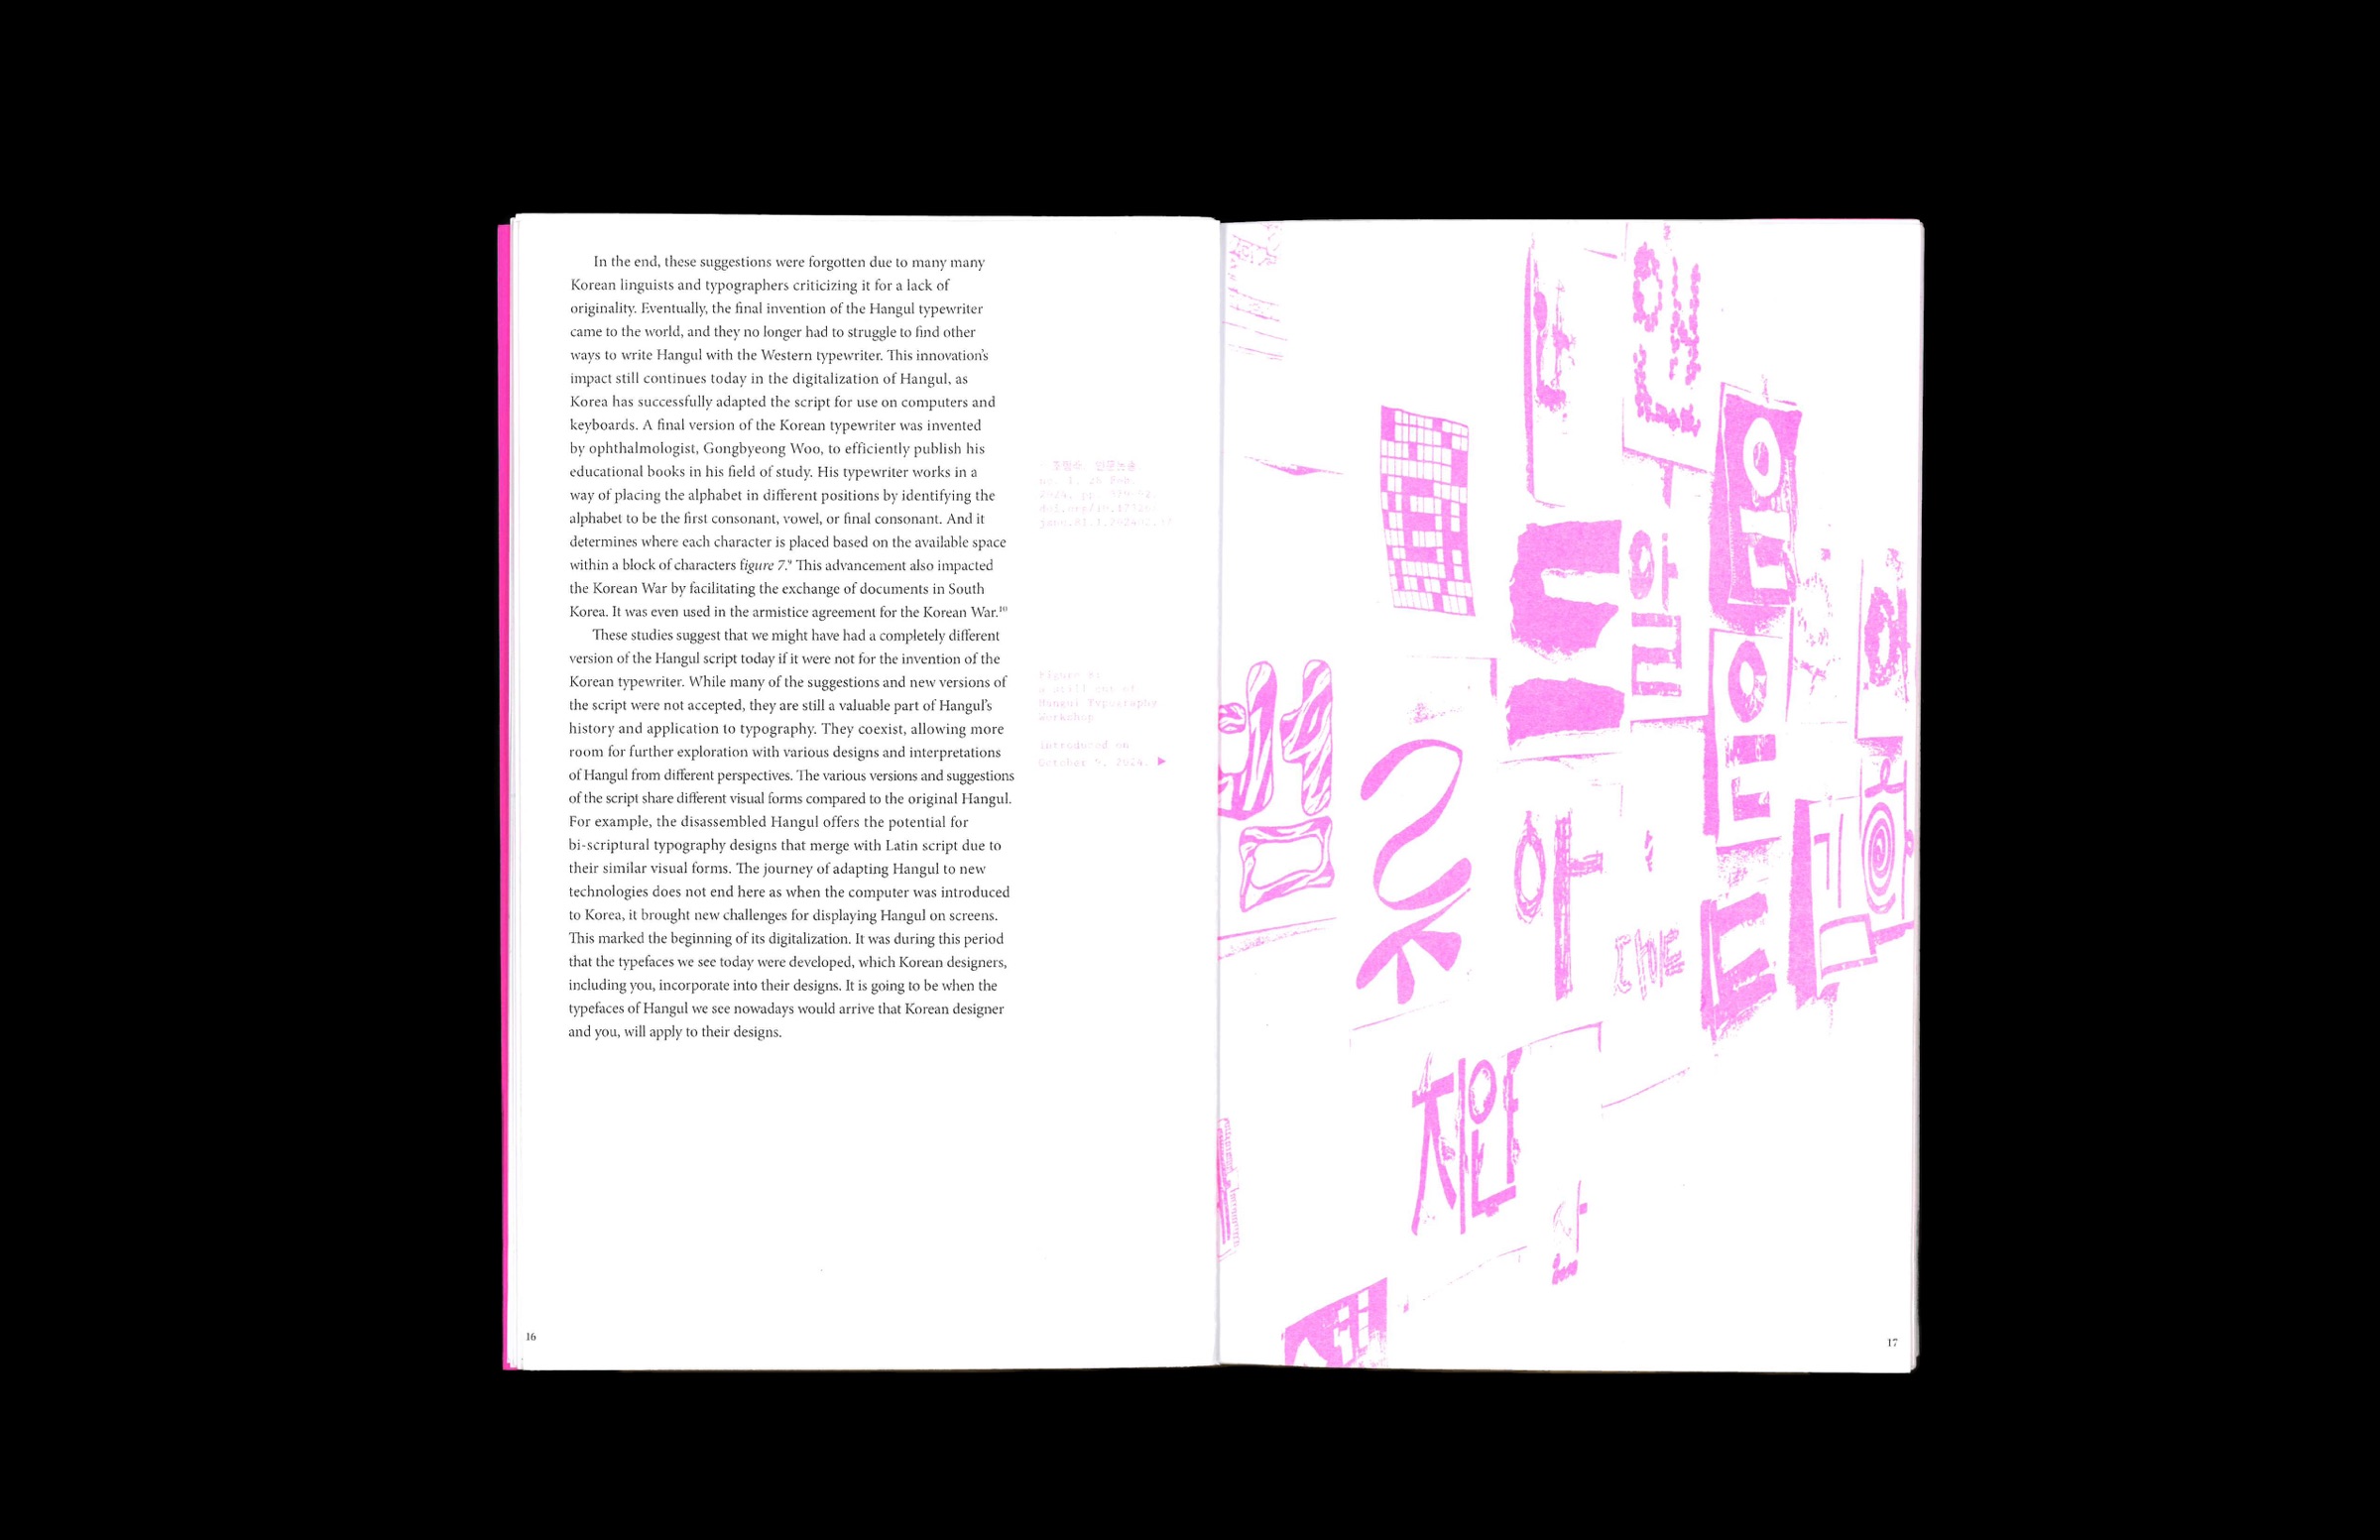 In the end, these suggestions were forgotten due to many many
Korean linguists and typographers criticizing it for a lack of
originality. Eventually, the final invention of the Hangul typewriter
came to the world, and they no longer had to struggle to find other
ways to write Hangul with the Western typewriter. This innovation's
impact still continues today in the digitalization of Hangul, as
Korea has successfully adapted the script for use on computers and
keyboards. A final version of the Korean typewriter was invented
by ophthalmologist, Gongbyeong Woo, to efficiently publish his
educational books in his field of study. His typewriter works in a
way of placing the alphabet in different positions by identifying the
alphabet to be the first consonant, vowel, or final consonant. And it
determines where each character is placed based on the available space
within a block of characters figure 7.⁹ This advancement also impacted
the Korean War by facilitating the exchange of documents in South
Korea. It was even used in the armistice agreement for the Korean War.¹⁰
These studies suggest that we might have had a completely different
version of the Hangul script today if it were not for the invention of the
Korean typewriter. While many of the suggestions and new versions of
the script were not accepted, they are still a valuable part of Hangul's
history and application to typography. They coexist, allowing more
room for further exploration with various designs and interpretations
of Hangul from different perspectives. The various versions and suggestions
of the script share different visual forms compared to the original Hangul.
For example, the disassembled Hangul offers the potential for
bi-scriptural typography designs that merge with Latin script due to
their similar visual forms. The journey of adapting Hangul to new
technologies does not end here as when the computer was introduced
to Korea, it brought new challenges for displaying Hangul on screens.
This marked the beginning of its digitalization. It was during this period
that the typefaces we see today were developed, which Korean designers,
including you, incorporate into their designs. It is going to be when the
typefaces of Hangul we see nowadays would arrive that Korean designer
and you, will apply to their designs.
16
no. 1, 28 Feb.
a still cut of
Hangul Typography
Workshop
introduced on
October 9, 2024. ▶
안
아
른
아
17